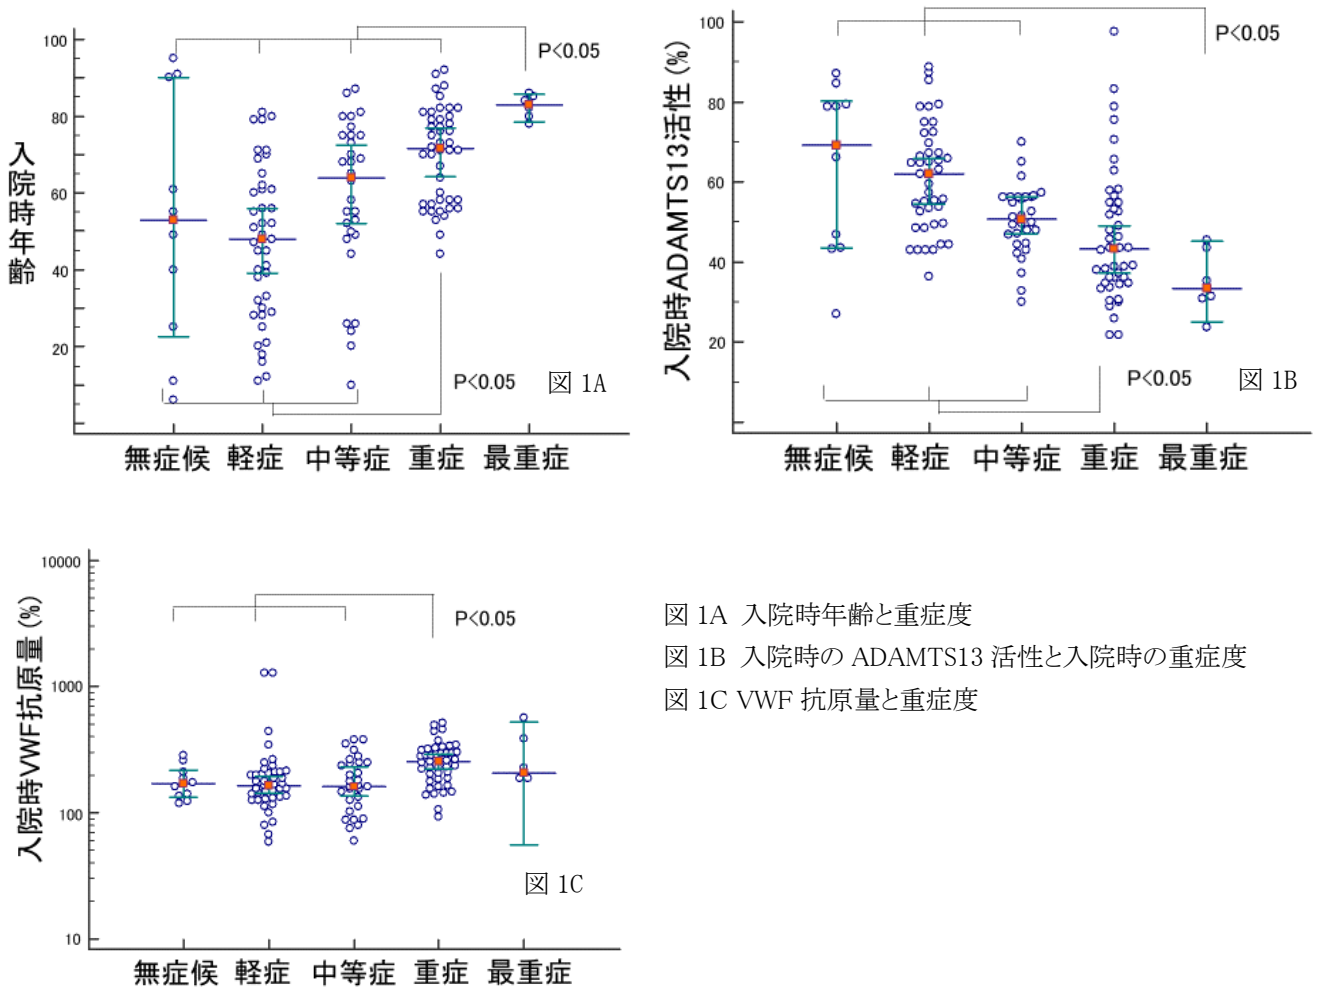 P<0.05
100
80
60
40
20
入院時年齢
P<0.05
図 1A
無症候 軽症 中等症 重症 最重症
P<0.05
100
80
60
40
20
入院時ADAMTS13活性(%)
P<0.05
図 1B
無症候 軽症 中等症 重症 最重症
10000
1000
100
10
入院時VWF抗原量(%)
P<0.05
図 1C
無症候 軽症 中等症 重症 最重症
図 1A 入院時年齢と重症度
図 1B 入院時の ADAMTS13 活性と入院時の重症度
図 1C VWF 抗原量と重症度